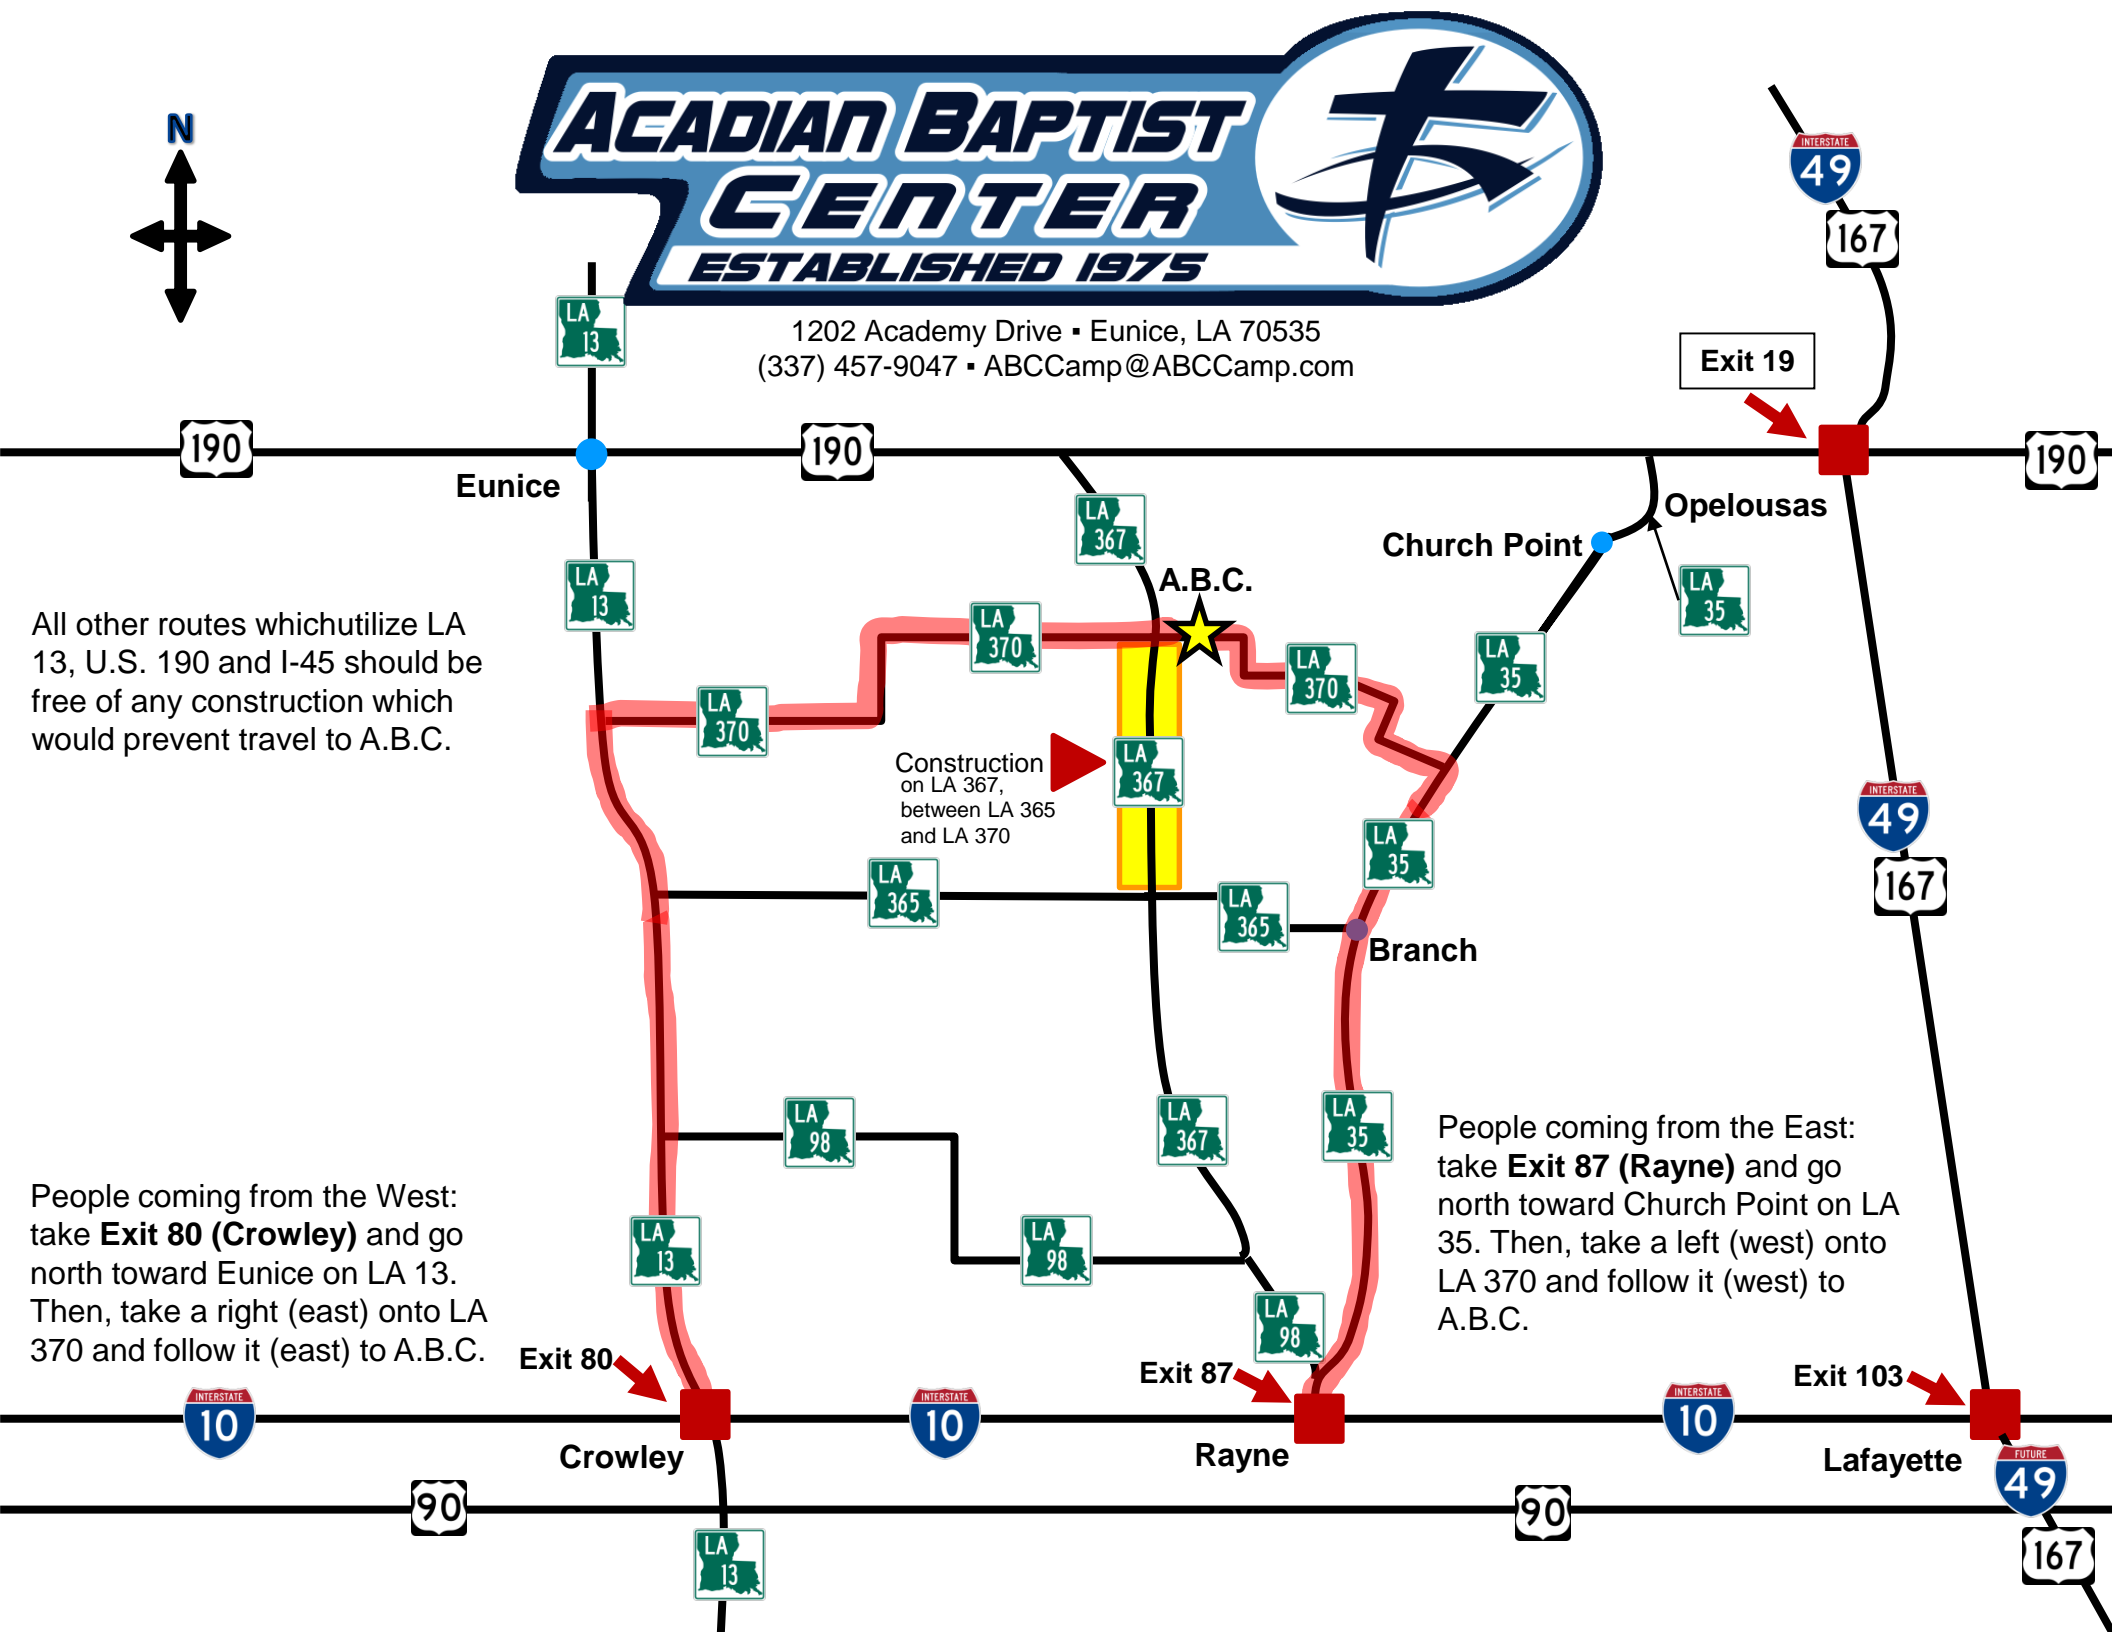 N
ACADIAN BAPTIST
CENTER
ESTABLISHED 1975
1202 Academy Drive ▪ Eunice, LA 70535
(337) 457-9047 ▪ ABCCamp@ABCCamp.com
INTERSTATE
49
167
LA
13
Exit 19
190
190
190
Eunice
Opelousas
LA
367
Church Point
A.B.C.
LA
13
LA
35
All other routes whichutilize LA
13, U.S. 190 and I-45 should be
free of any construction which
would prevent travel to A.B.C.
LA
370
LA
370
LA
35
LA
370
Construction
on LA 367,
between LA 365
and LA 370
LA
367
INTERSTATE
49
LA
35
167
LA
365
LA
365
Branch
LA
98
LA
367
LA
35
People coming from the East:
take Exit 87 (Rayne) and go
north toward Church Point on LA
35. Then, take a left (west) onto
LA 370 and follow it (west) to
A.B.C.
People coming from the West:
take Exit 80 (Crowley) and go
north toward Eunice on LA 13.
Then, take a right (east) onto LA
370 and follow it (east) to A.B.C.
LA
13
LA
98
LA
98
Exit 80
Exit 87
Exit 103
INTERSTATE
10
INTERSTATE
10
INTERSTATE
10
Crowley
Rayne
Lafayette
FUTURE
49
90
90
LA
13
167